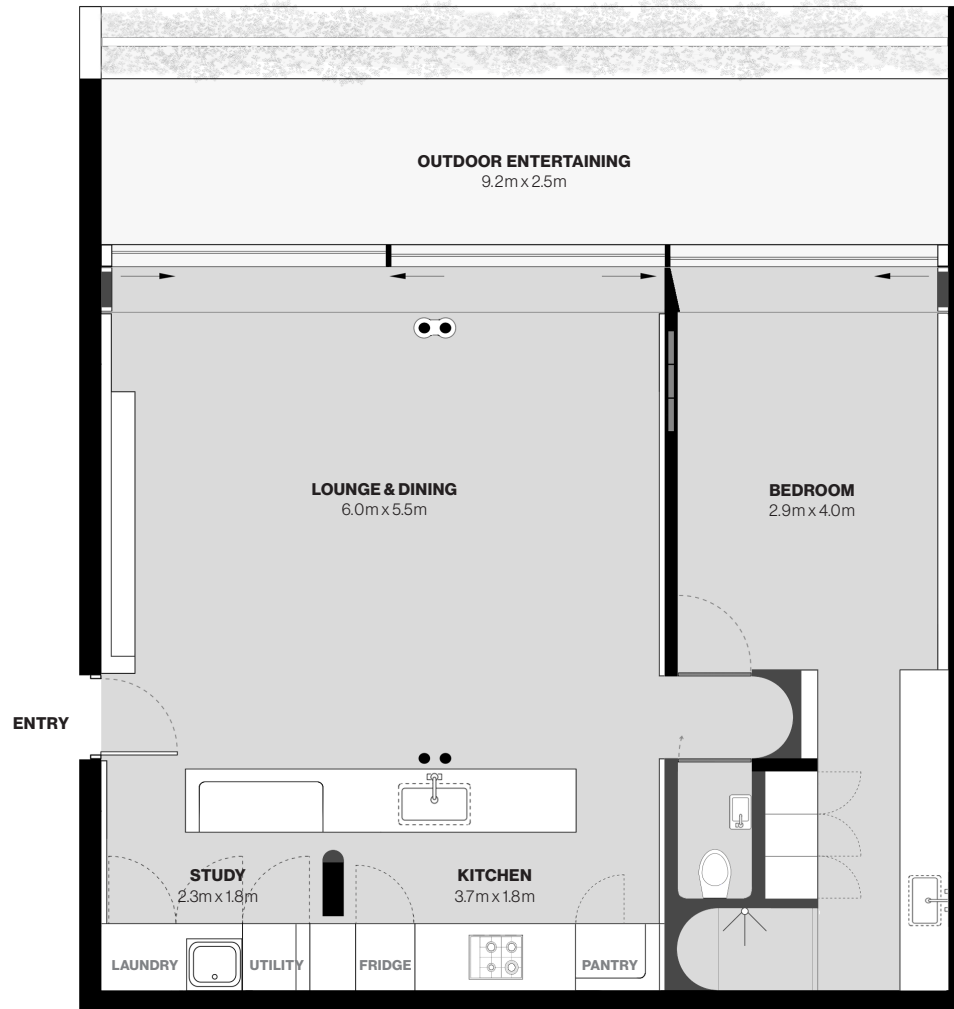 OUTDOOR ENTERTAINING
9.2m x 2.5m
LOUNGE & DINING
6.0m x 5.5m
BEDROOM
2.9m x 4.0m
ENTRY
STUDY
2.3m x 1.8m
KITCHEN
3.7m x 1.8m
LAUNDRY
UTILITY
FRIDGE
PANTRY